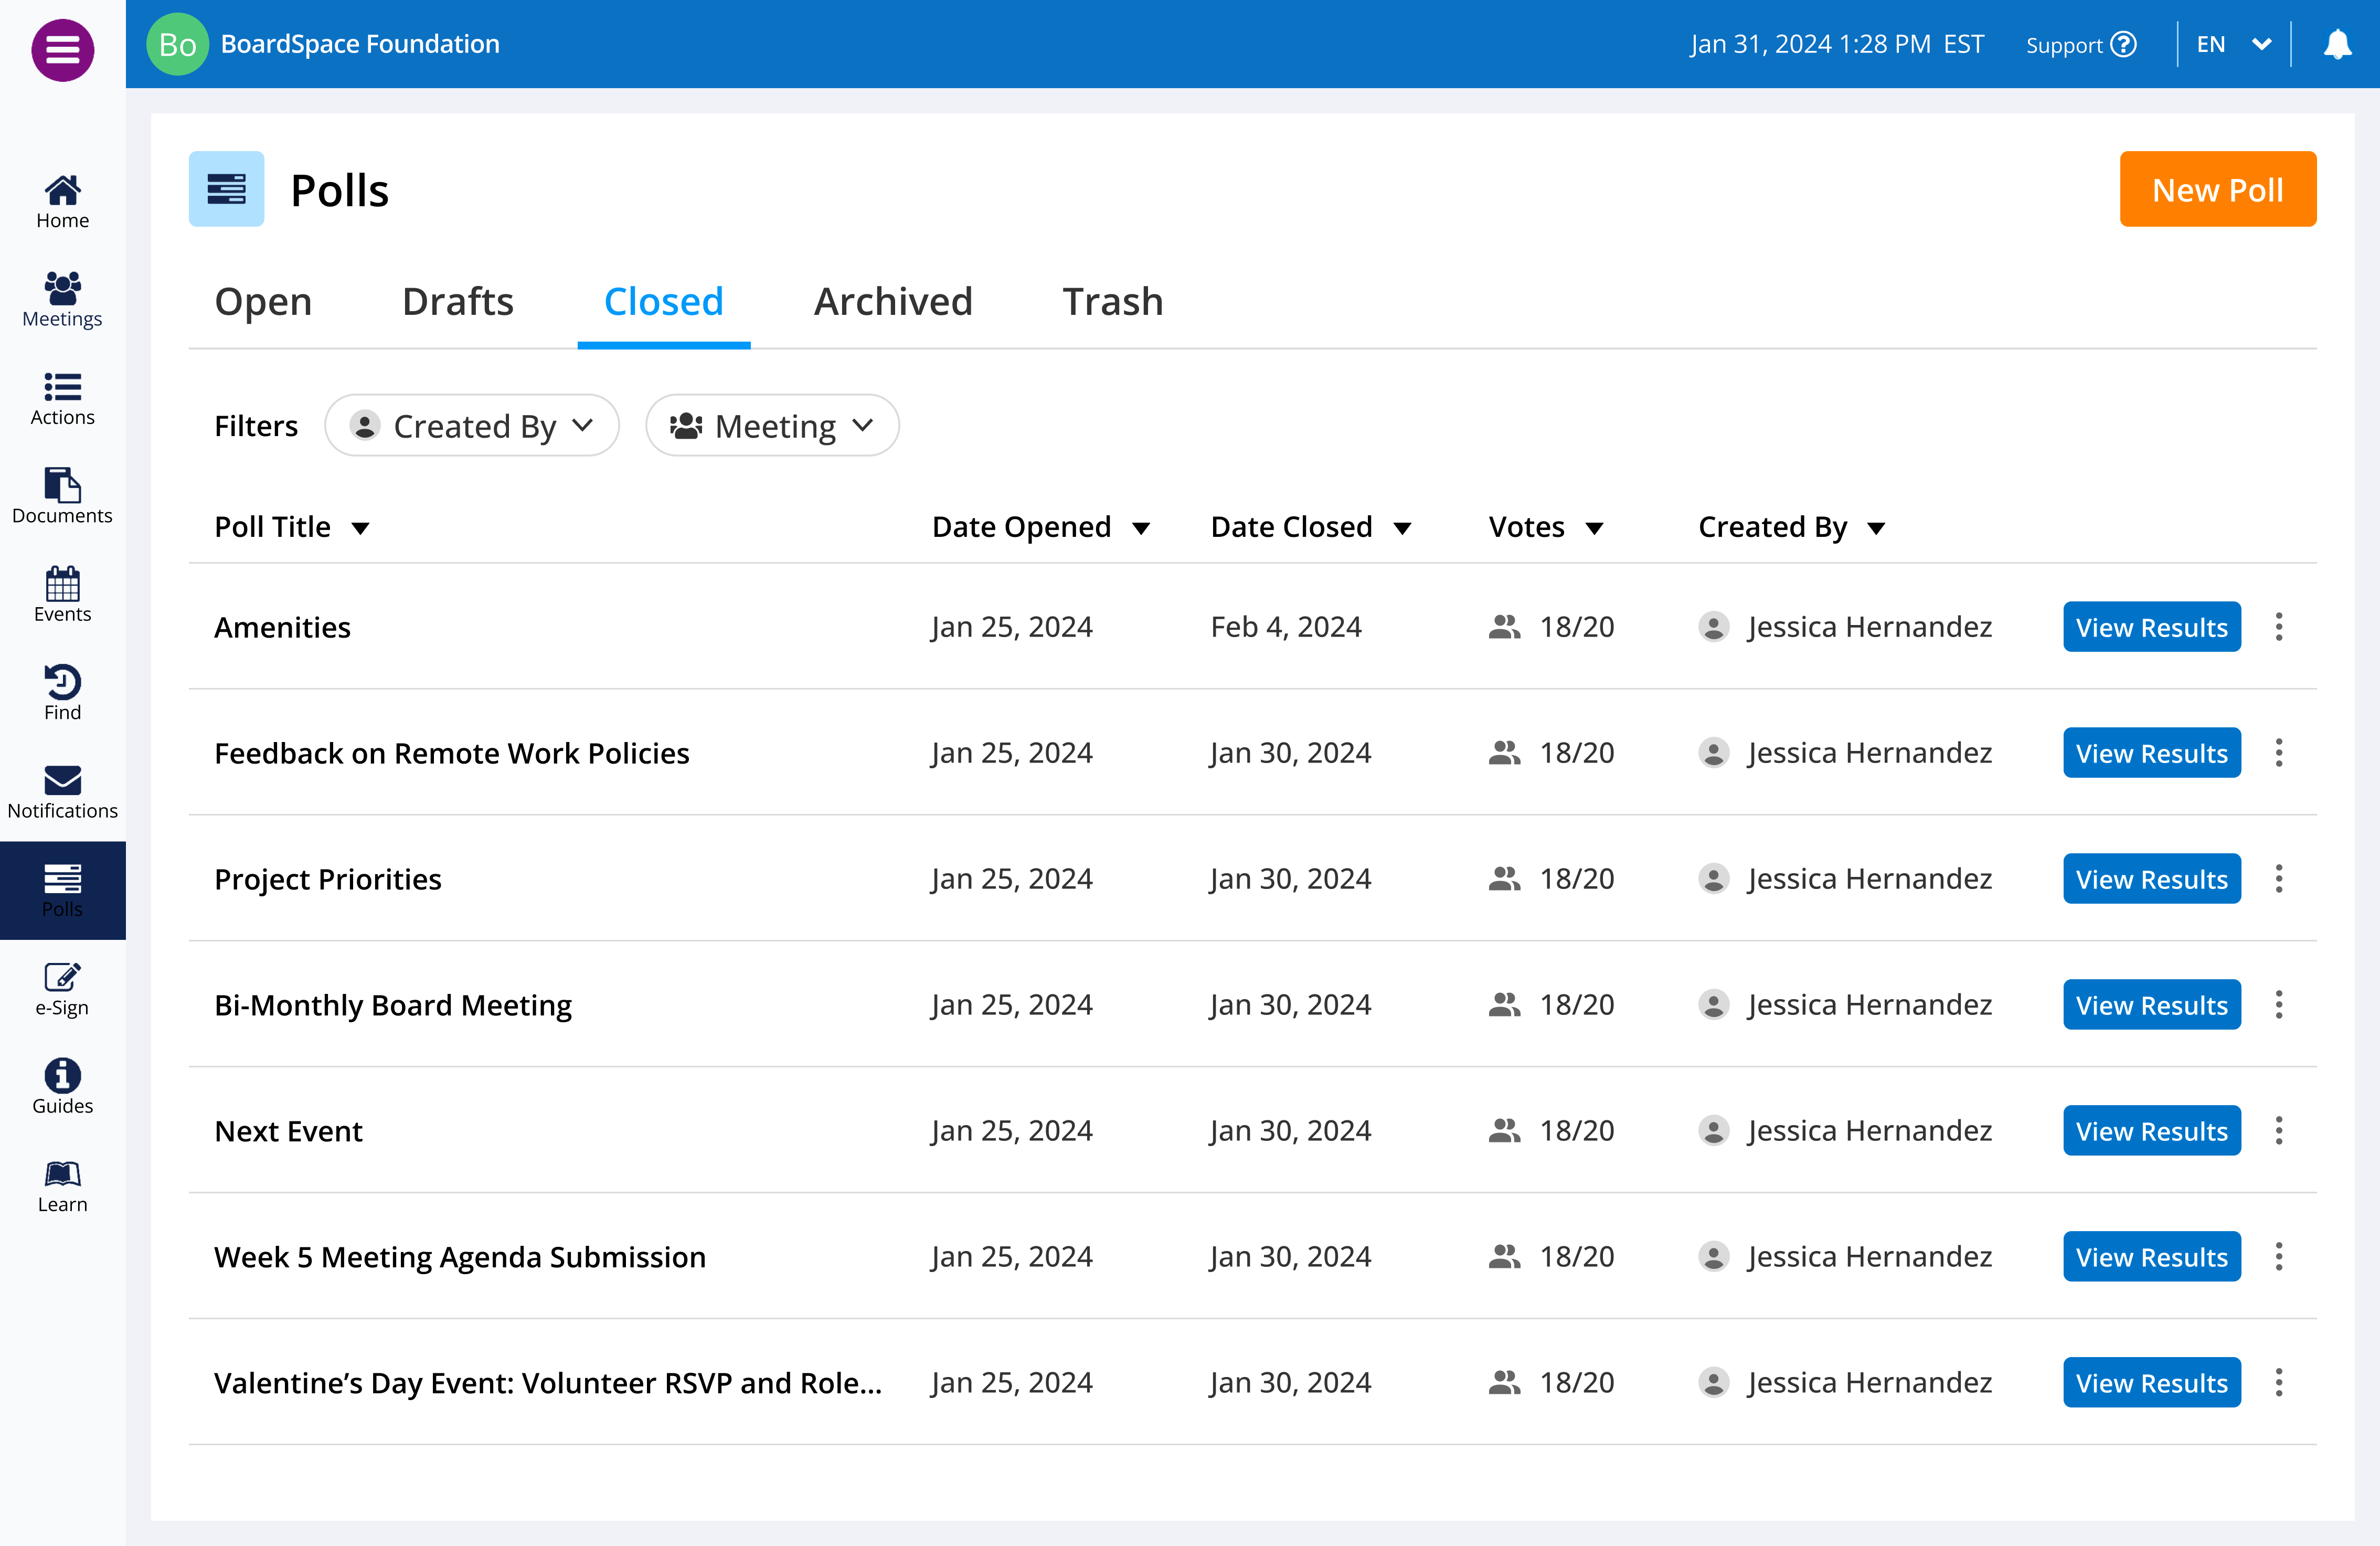 Bo BoardSpace Foundation Jan 31, 2024 1:28 PM EST Support EN
Home
Meetings
Actions
Documents
Events
Find
Notifications
Polls
e-Sign
Guides
Learn
Polls New Poll
Open Drafts Closed Archived Trash
Filters Created By Meeting
Poll Title Date Opened Date Closed Votes Created By
Amenities Jan 25, 2024 Feb 4, 2024 18/20 Jessica Hernandez View Results
Feedback on Remote Work Policies Jan 25, 2024 Jan 30, 2024 18/20 Jessica Hernandez View Results
Project Priorities Jan 25, 2024 Jan 30, 2024 18/20 Jessica Hernandez View Results
Bi-Monthly Board Meeting Jan 25, 2024 Jan 30, 2024 18/20 Jessica Hernandez View Results
Next Event Jan 25, 2024 Jan 30, 2024 18/20 Jessica Hernandez View Results
Week 5 Meeting Agenda Submission Jan 25, 2024 Jan 30, 2024 18/20 Jessica Hernandez View Results
Valentine’s Day Event: Volunteer RSVP and Role... Jan 25, 2024 Jan 30, 2024 18/20 Jessica Hernandez View Results